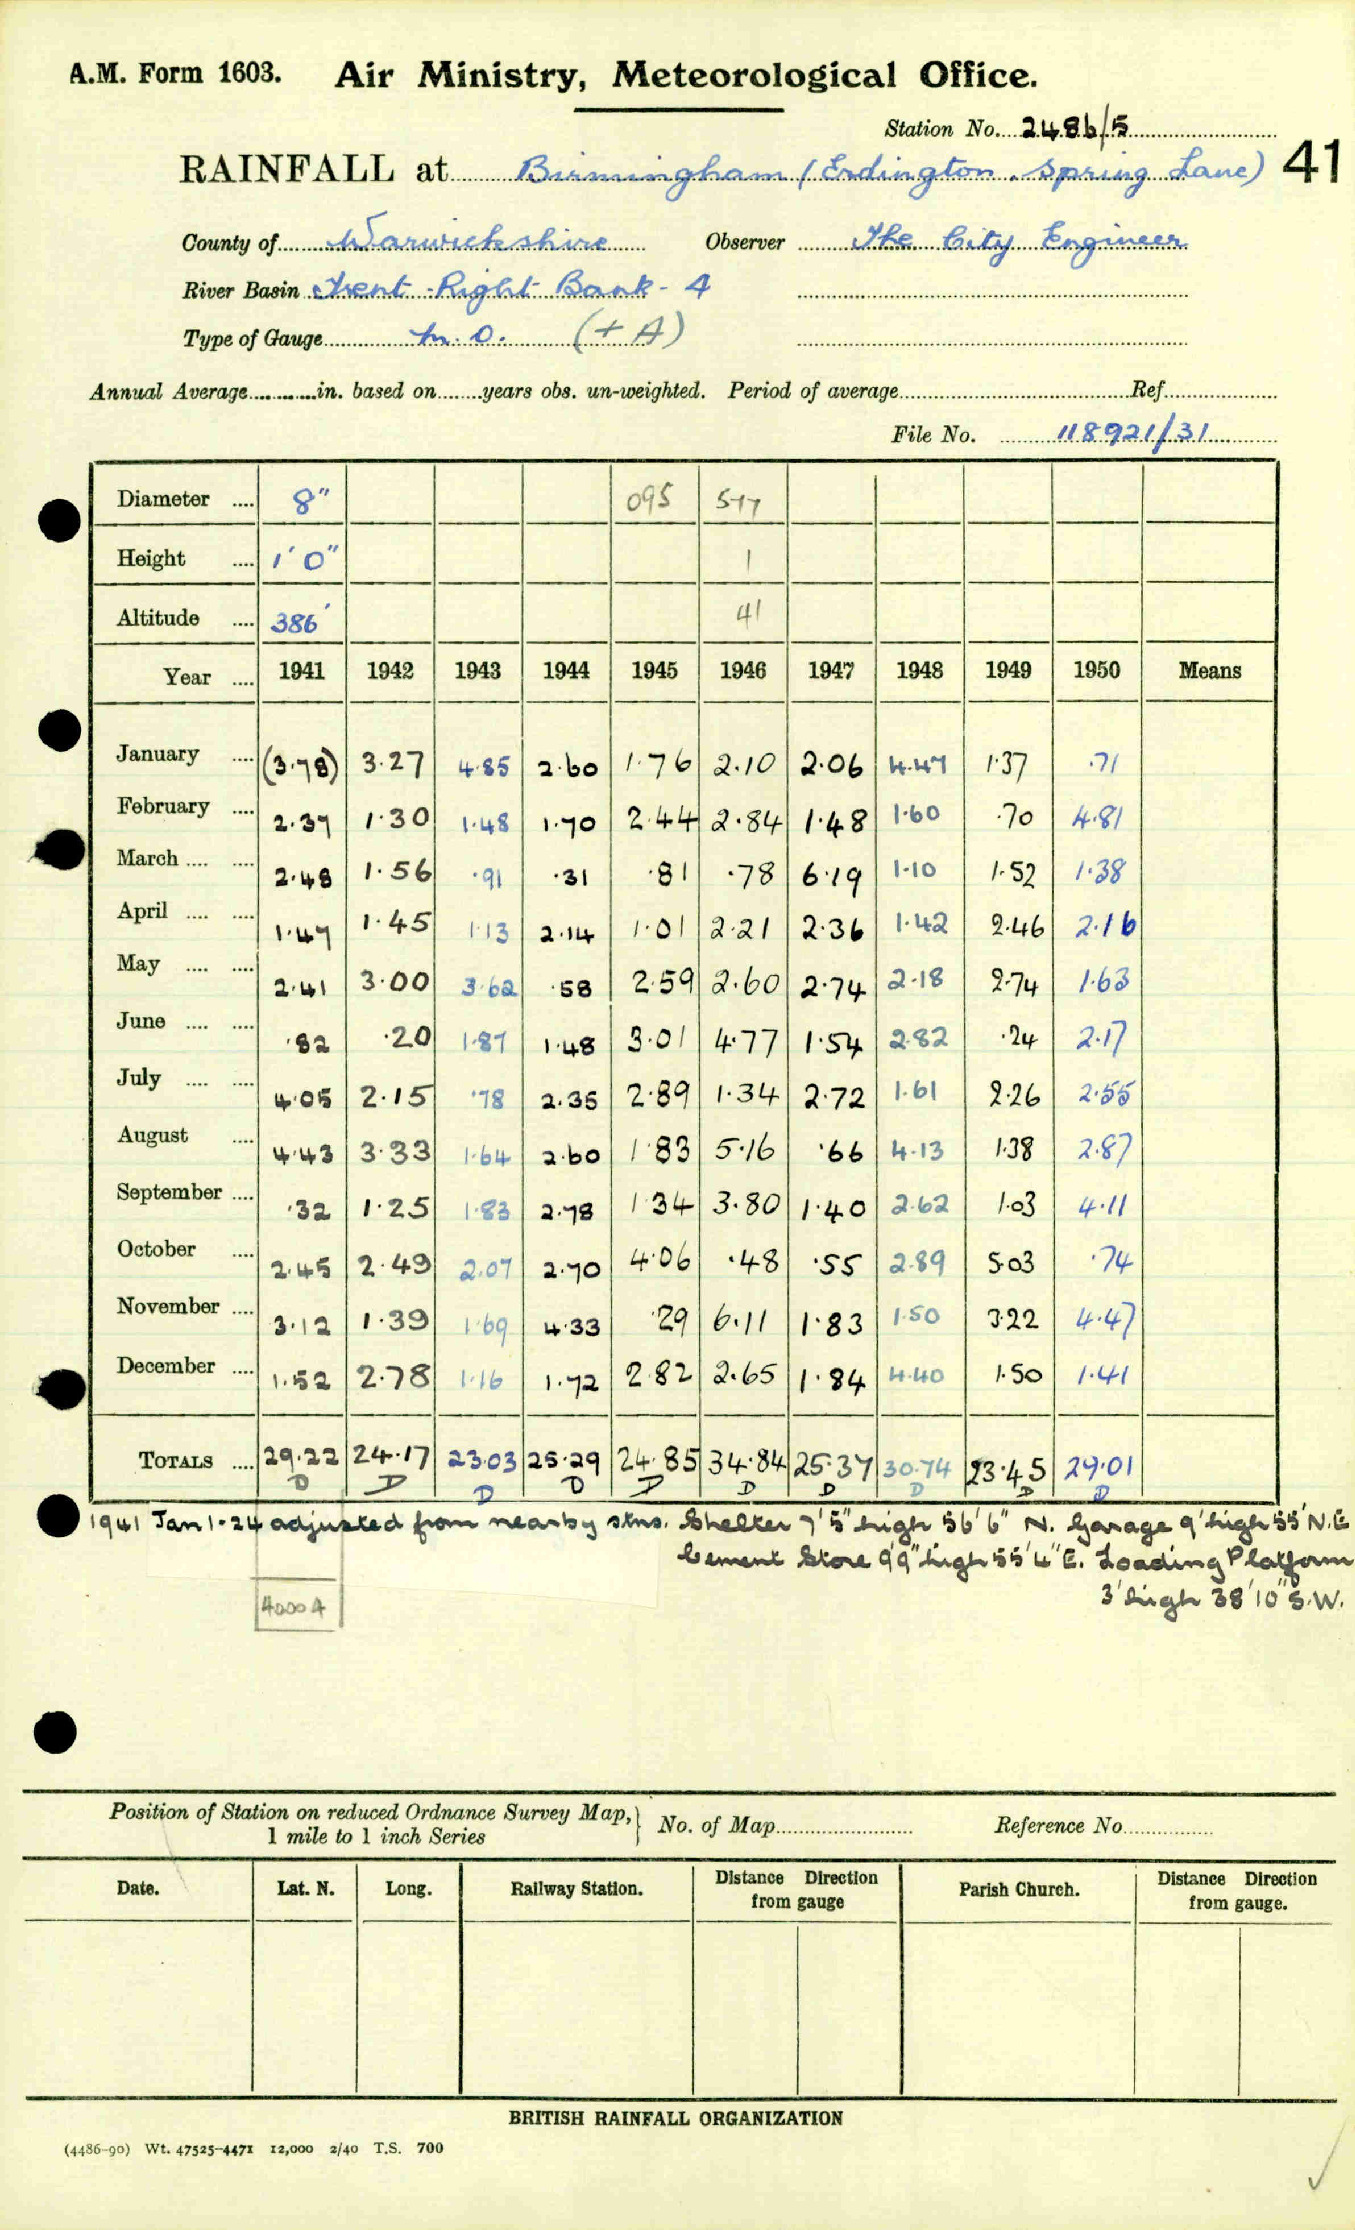 A.M. Form 1603. Air Ministry, Meteorological Office.
Station No. 2486/5
RAINFALL at Birmingham (Erdington. Spring Lane) 41
County of Warwickshire Observer The City Engineer
River Basin Trent Right Bank - 4
Type of Gauge M.O. (+ A)
Annual Average in. based on years obs. un-weighted. Period of average Ref.
File No. 118921/31
Diameter 8" 095 577
Height 1' 0" 1
Altitude 386' 41
Year 1941 1942 1943 1944 1945 1946 1947 1948 1949 1950 Means
January (3.78) 3.27 4.85 2.60 1.76 2.10 2.06 4.47 1.37 .71
February 2.37 1.30 1.48 1.70 2.44 2.84 1.48 1.60 .70 4.81
March 2.48 1.56 .91 .31 .81 .78 6.19 1.10 1.52 1.38
April 1.47 1.45 1.13 2.14 1.01 2.21 2.36 1.42 2.46 2.16
May 2.41 3.00 3.62 .58 2.59 2.60 2.74 2.18 2.74 1.63
June .82 .20 1.87 1.48 3.01 4.77 1.54 2.82 .24 2.17
July 4.05 2.15 .78 2.35 2.89 1.34 2.72 1.61 2.26 2.55
August 4.43 3.33 1.64 2.60 1.83 5.16 .66 4.13 1.38 2.87
September .32 1.25 1.83 2.78 1.34 3.80 1.40 2.62 1.03 4.11
October 2.45 2.49 2.07 2.70 4.06 .48 .55 2.89 5.03 .74
November 3.12 1.39 1.69 4.33 .29 6.11 1.83 1.50 3.22 4.47
December 1.52 2.78 1.16 1.72 2.82 2.65 1.84 4.40 1.50 1.41
TOTALS 29.22 24.17 23.03 25.29 24.85 34.84 25.37 30.74 23.45 29.01
D D D D D D D D D D
1941 Jan 1-24 adjusted from nearby stns. Shelter 7'5" high 56'6" N. Garage 9' high 55' N.E
Cement Store 9'9" high 55'4" E. Loading Platform
3' high 38'10" S.W.
4000A
Position of Station on reduced Ordnance Survey Map, } No. of Map Reference No.
1 mile to 1 inch Series
Date. Lat. N. Long. Railway Station. Distance Direction from gauge Parish Church. Distance Direction from gauge.
BRITISH RAINFALL ORGANIZATION
(4486-90) Wt. 47525-4471 12,000 2/40 T.S. 700